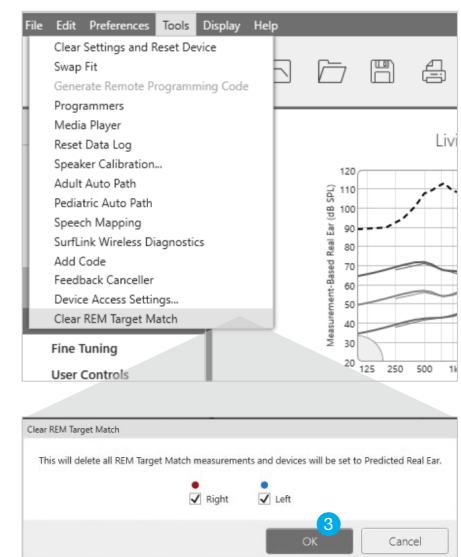 File Edit Preferences Tools Display Help
Clear Settings and Reset Device
Swap Fit
Generate Remote Programming Code
Programmers
Media Player
Reset Data Log
Speaker Calibration...
Adult Auto Path
Pediatric Auto Path
Speech Mapping
SurfLink Wireless Diagnostics
Add Code
Feedback Canceller
Device Access Settings...
Clear REM Target Match
Fine Tuning
User Controls
Livi
Measurement-Based Real Ear (dB SPL)
120
110
100
90
80
70
60
50
40
30
20
125 250 500 1k
Clear REM Target Match
This will delete all REM Target Match measurements and devices will be set to Predicted Real Ear.
Right Left
3
OK Cancel